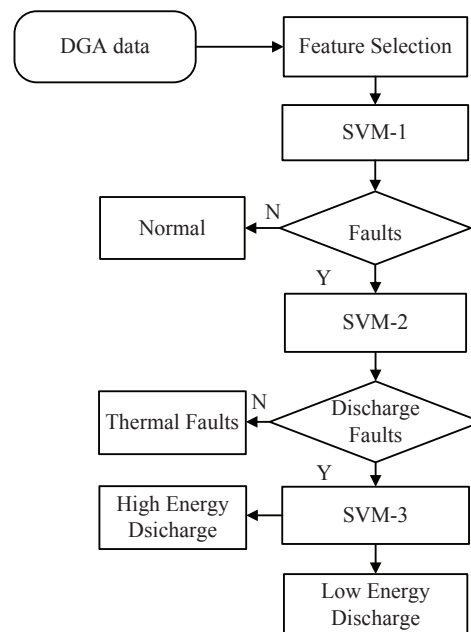 DGA data
Feature Selection
SVM-1
N
Normal
Faults
Y
SVM-2
N
Thermal Faults
Discharge
Faults
Y
High Energy
Dsicharge
SVM-3
Low Energy
Discharge